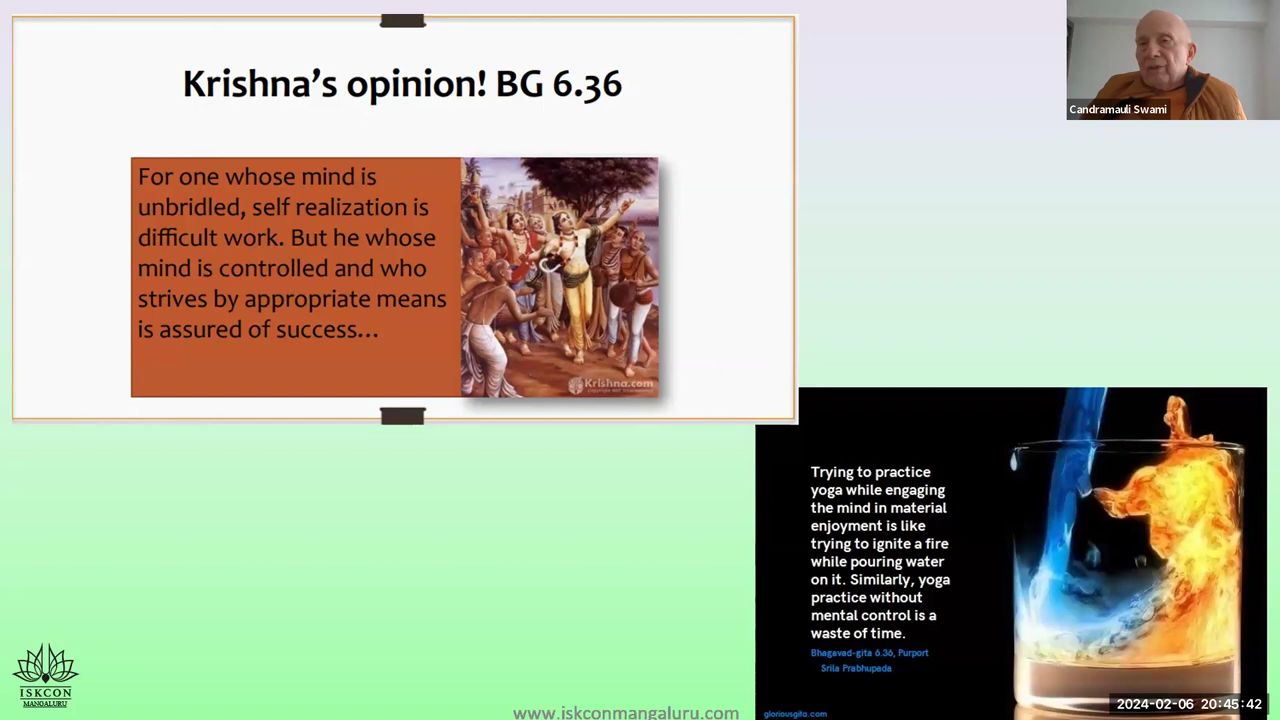 Krishna’s opinion! BG 6.36
For one whose mind is
unbridled, self realization is
difficult work. But he whose
mind is controlled and who
strives by appropriate means
is assured of success…
Krishna.com
Candramauli Swami
Trying to practice
yoga while engaging
the mind in material
enjoyment is like
trying to ignite a fire
while pouring water
on it. Similarly, yoga
practice without
mental control is a
waste of time.
Bhagavad-gita 6.36, Purport
Srila Prabhupada
gloriousgita.com
2024-02-06 20:45:42
ISKCON
MANGALURU
www.iskconmangaluru.com